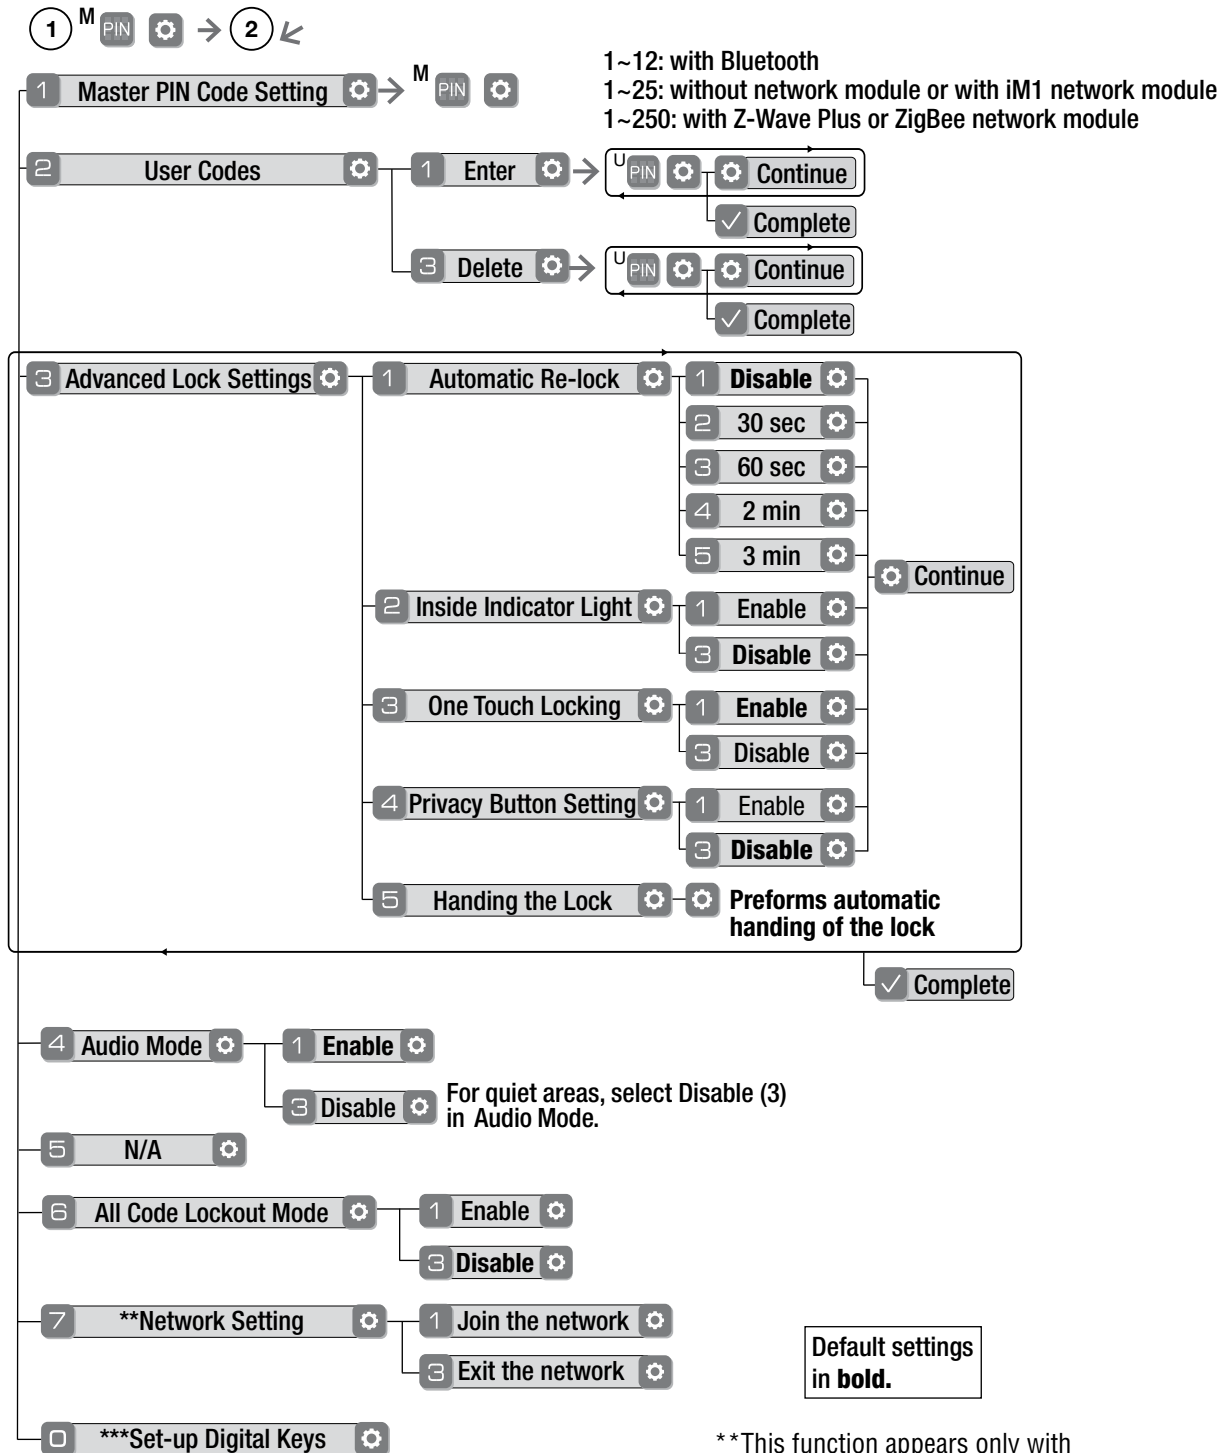 1 M PIN → 2
1 Master PIN Code Setting → M PIN
1~12: with Bluetooth
1~25: without network module or with iM1 network module
1~250: with Z-Wave Plus or ZigBee network module
2 User Codes
1 Enter → U PIN Continue
Complete
3 Delete → U PIN Continue
Complete
3 Advanced Lock Settings
1 Automatic Re-lock
1 Disable
2 30 sec
3 60 sec
4 2 min
5 3 min
Continue
2 Inside Indicator Light
1 Enable
3 Disable
3 One Touch Locking
1 Enable
3 Disable
4 Privacy Button Setting
1 Enable
3 Disable
5 Handing the Lock
Preforms automatic
handing of the lock
Complete
4 Audio Mode
1 Enable
3 Disable
For quiet areas, select Disable (3)
in Audio Mode.
5 N/A
6 All Code Lockout Mode
1 Enable
3 Disable
7 **Network Setting
1 Join the network
3 Exit the network
Default settings
in bold.
0 ***Set-up Digital Keys
**This function appears only with